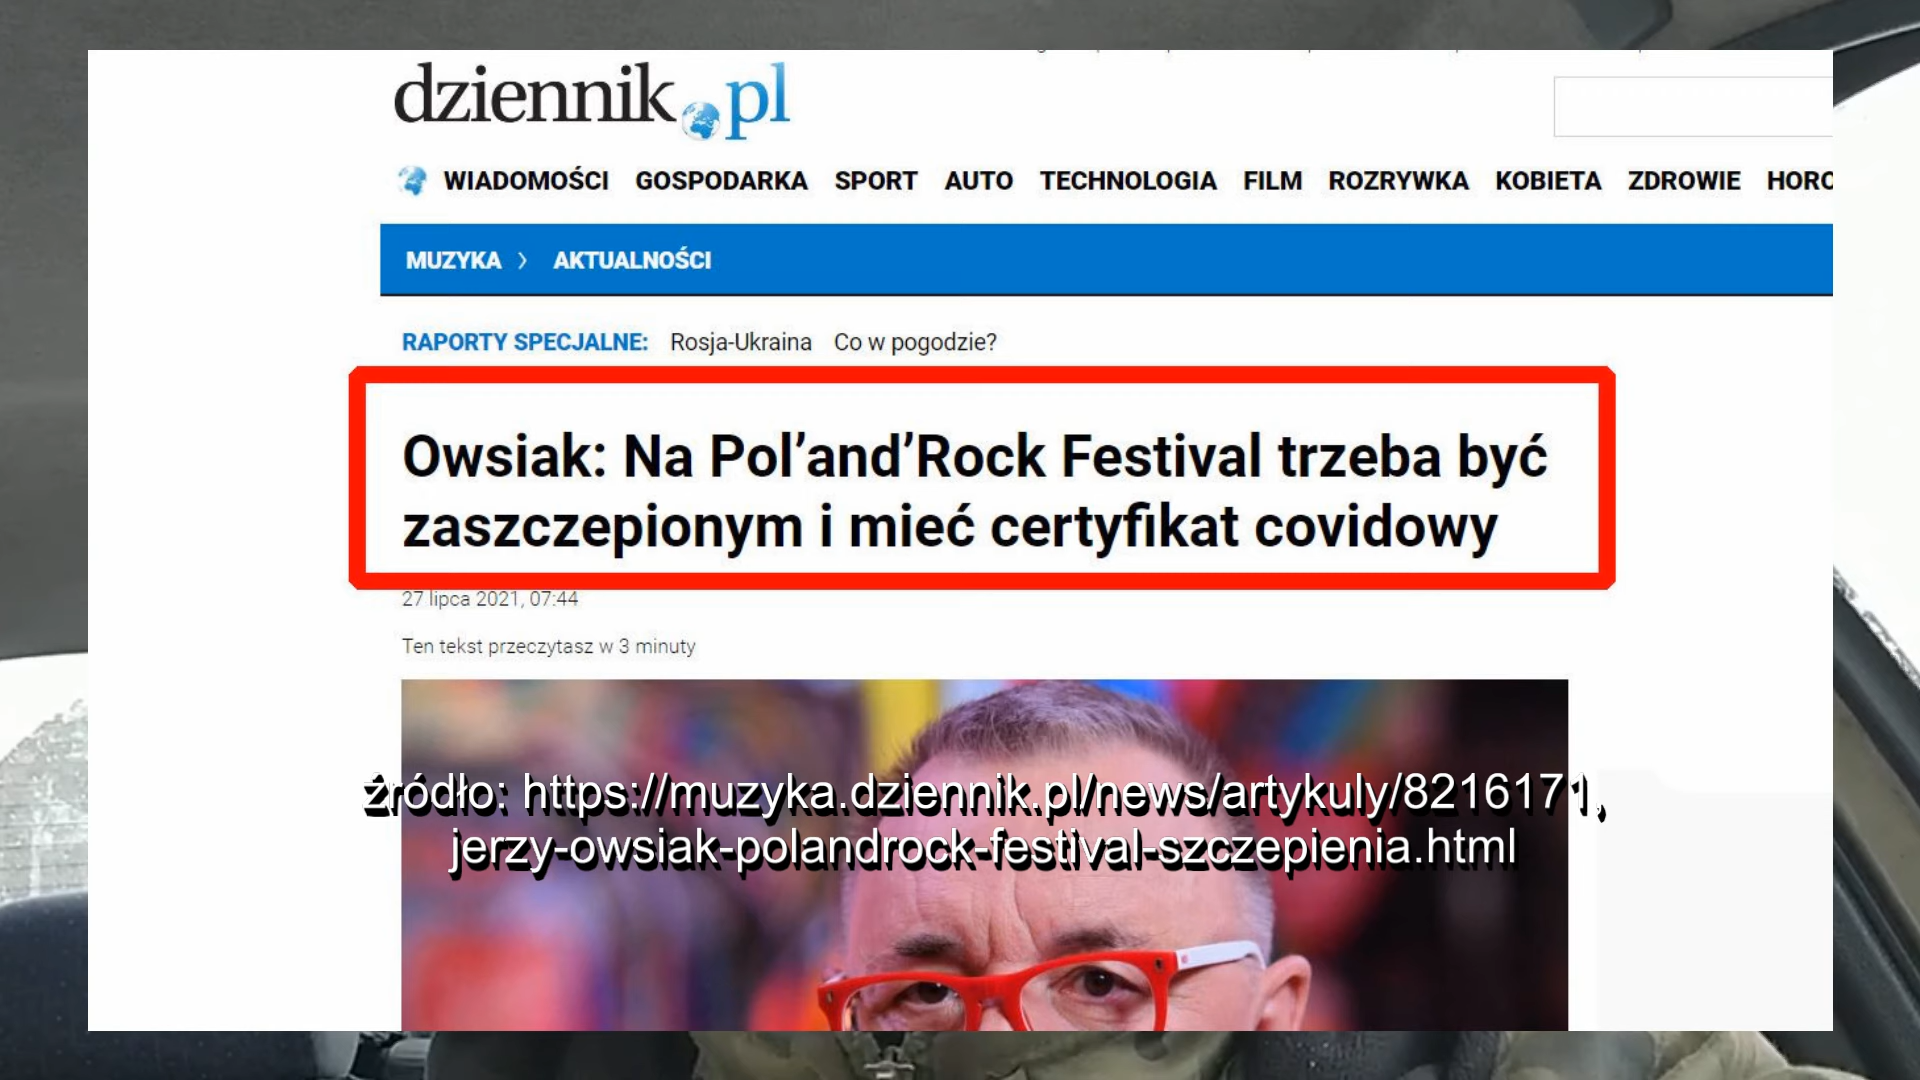 dziennik.pl
WIADOMOŚCI GOSPODARKA SPORT AUTO TECHNOLOGIA FILM ROZRYWKA KOBIETA ZDROWIE HORO
MUZYKA > AKTUALNOŚCI
RAPORTY SPECJALNE: Rosja-Ukraina Co w pogodzie?
Owsiak: Na Pol’and’Rock Festival trzeba być
zaszczepionym i mieć certyfikat covidowy
27 lipca 2021, 07:44
Ten tekst przeczytasz w 3 minuty
źródło: https://muzyka.dziennik.pl/news/artykuly/8216171,
jerzy-owsiak-polandrock-festival-szczepienia.html